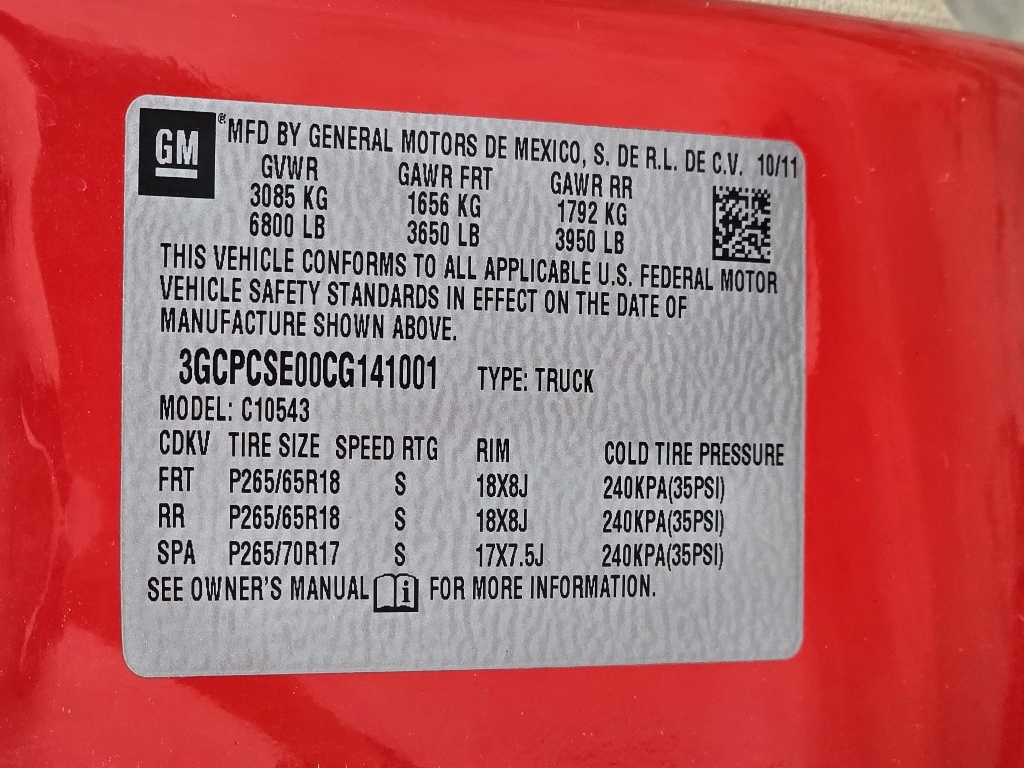 GM ® MFD BY GENERAL MOTORS DE MEXICO, S. DE R.L. DE C.V. 10/11
GVWR GAWR FRT GAWR RR
3085 KG 1656 KG 1792 KG
6800 LB 3650 LB 3950 LB
THIS VEHICLE CONFORMS TO ALL APPLICABLE U.S. FEDERAL MOTOR
VEHICLE SAFETY STANDARDS IN EFFECT ON THE DATE OF
MANUFACTURE SHOWN ABOVE.
3GCPCSE00CG141001 TYPE: TRUCK
MODEL: C10543
CDKV TIRE SIZE SPEED RTG RIM COLD TIRE PRESSURE
FRT P265/65R18 S 18X8J 240KPA(35PSI)
RR P265/65R18 S 18X8J 240KPA(35PSI)
SPA P265/70R17 S 17X7.5J 240KPA(35PSI)
SEE OWNER'S MANUAL i FOR MORE INFORMATION.